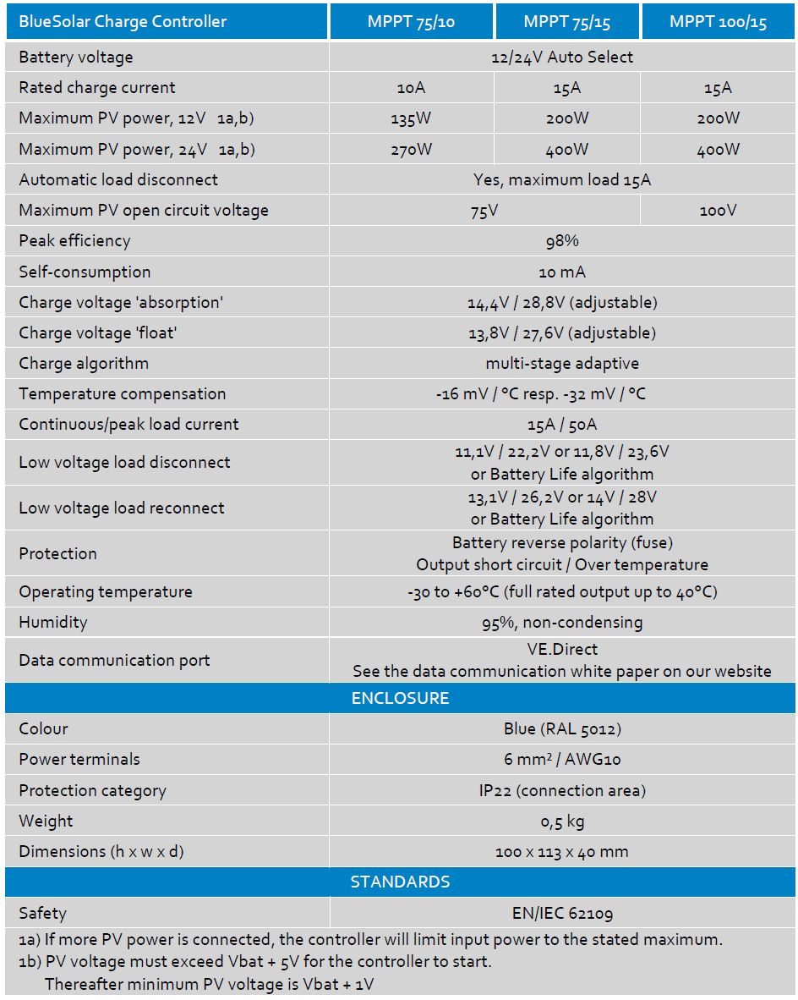 BlueSolar Charge Controller MPPT 75/10 MPPT 75/15 MPPT 100/15
Battery voltage 12/24V Auto Select
Rated charge current 10A 15A 15A
Maximum PV power, 12V 1a,b) 135W 200W 200W
Maximum PV power, 24V 1a,b) 270W 400W 400W
Automatic load disconnect Yes, maximum load 15A
Maximum PV open circuit voltage 75V 100V
Peak efficiency 98%
Self-consumption 10 mA
Charge voltage 'absorption' 14,4V / 28,8V (adjustable)
Charge voltage 'float' 13,8V / 27,6V (adjustable)
Charge algorithm multi-stage adaptive
Temperature compensation -16 mV / °C resp. -32 mV / °C
Continuous/peak load current 15A / 50A
Low voltage load disconnect 11,1V / 22,2V or 11,8V / 23,6V
or Battery Life algorithm
Low voltage load reconnect 13,1V / 26,2V or 14V / 28V
or Battery Life algorithm
Protection Battery reverse polarity (fuse)
Output short circuit / Over temperature
Operating temperature -30 to +60°C (full rated output up to 40°C)
Humidity 95%, non-condensing
Data communication port VE.Direct
See the data communication white paper on our website
ENCLOSURE
Colour Blue (RAL 5012)
Power terminals 6 mm² / AWG10
Protection category IP22 (connection area)
Weight 0,5 kg
Dimensions (h x w x d) 100 x 113 x 40 mm
STANDARDS
Safety EN/IEC 62109
1a) If more PV power is connected, the controller will limit input power to the stated maximum.
1b) PV voltage must exceed Vbat + 5V for the controller to start.
Thereafter minimum PV voltage is Vbat + 1V